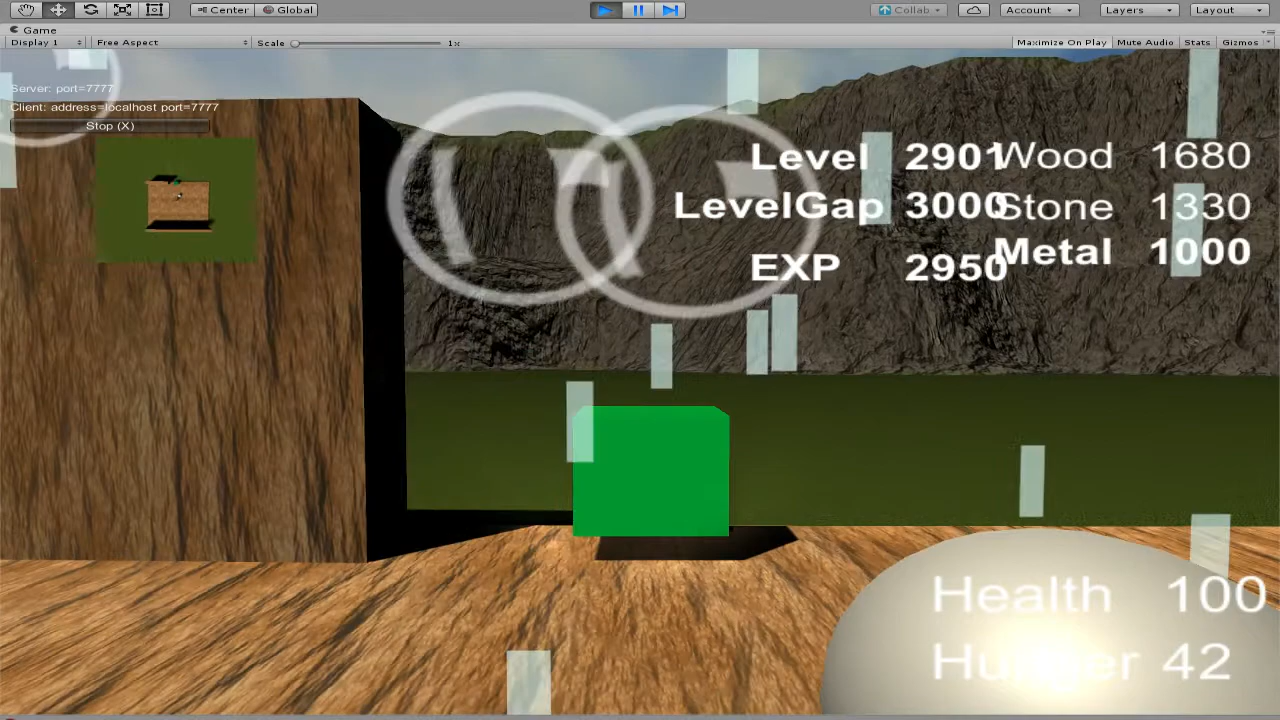 Center Global Collab Account Layers Layout
Game
Display 1 Free Aspect Scale 1x Maximize On Play Mute Audio Stats Gizmos
Server: port=7777
Client: address=localhost port=7777
Stop (X)
Level 2901 Wood 1680
LevelGap 3000 Stone 1330
EXP 2950 Metal 1000
Health 100
Hunger 42